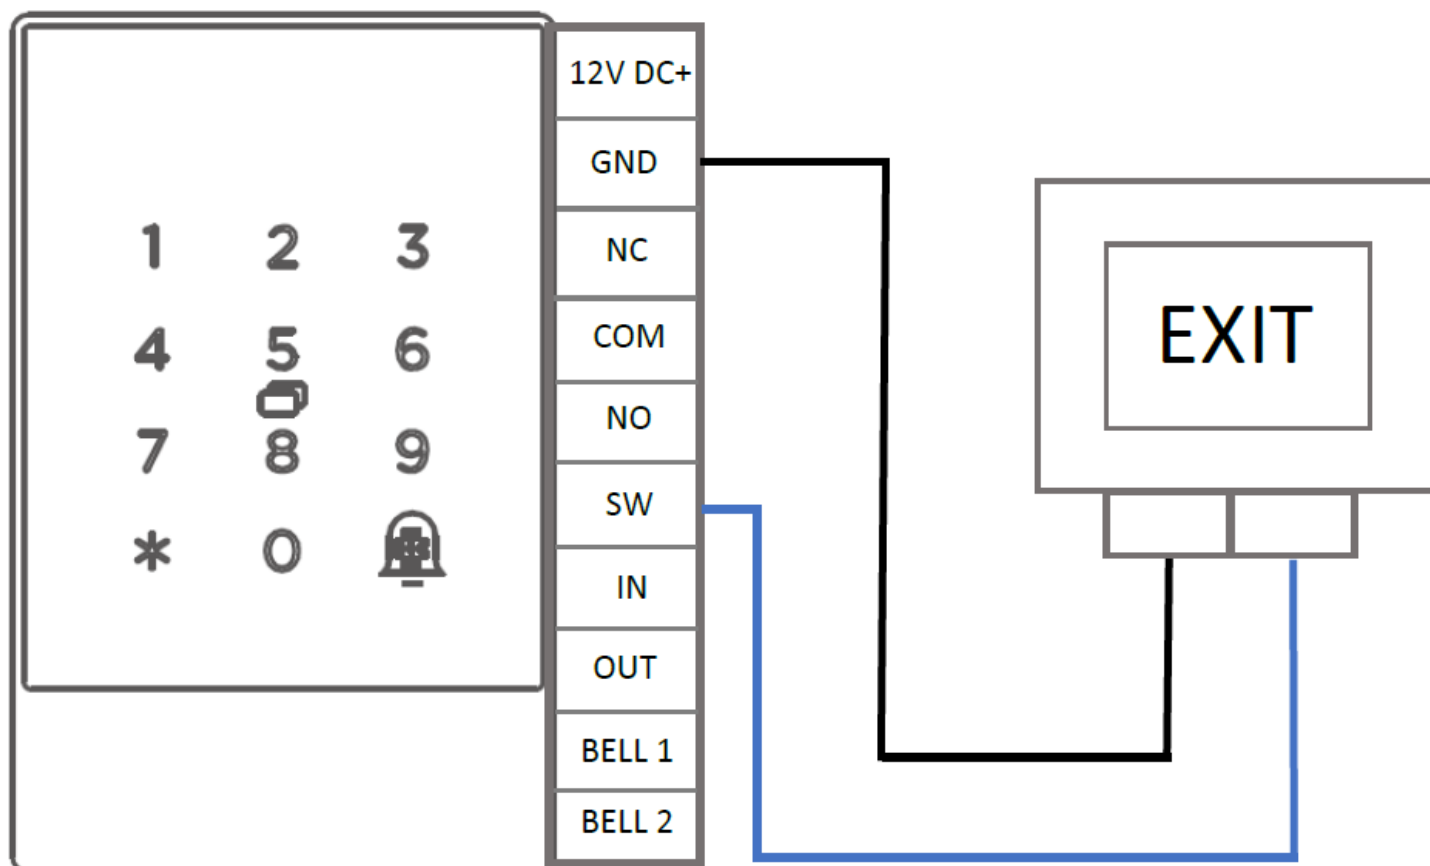 1 2 3
4 5 6
7 8 9
* 0
12V DC+
GND
NC
COM
NO
SW
IN
OUT
BELL 1
BELL 2
EXIT